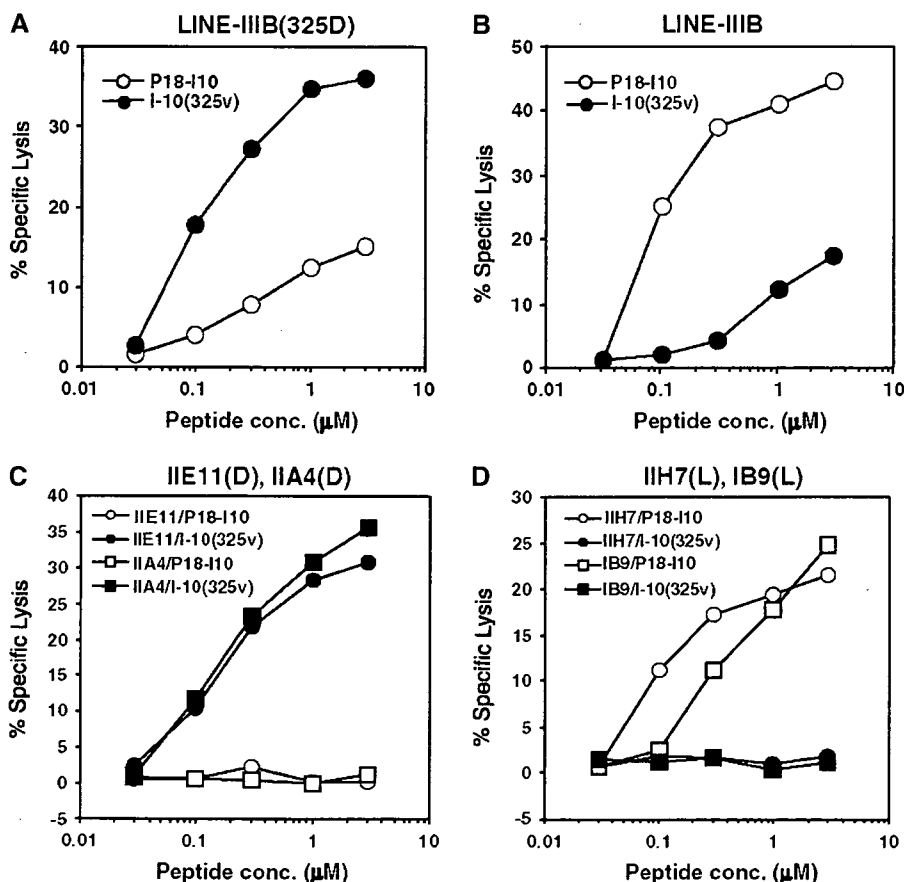 A
LINE-IIIB(325D)
P18-I10
I-10(325v)
% Specific Lysis
40
30
20
10
0
0.01
0.1
1
10
Peptide conc. (μM)
B
LINE-IIIB
P18-I10
I-10(325v)
% Specific Lysis
50
40
30
20
10
0
0.01
0.1
1
10
Peptide conc. (μM)
C
IIE11(D), IIA4(D)
IIE11/P18-I10
IIE11/I-10(325v)
IIA4/P18-I10
IIA4/I-10(325v)
% Specific Lysis
40
35
30
25
20
15
10
5
0
-5
0.01
0.1
1
10
Peptide conc. (μM)
D
IIH7(L), IB9(L)
IIH7/P18-I10
IIH7/I-10(325v)
IB9/P18-I10
IB9/I-10(325v)
% Specific Lysis
30
25
20
15
10
5
0
-5
0.01
0.1
1
10
Peptide conc. (μM)